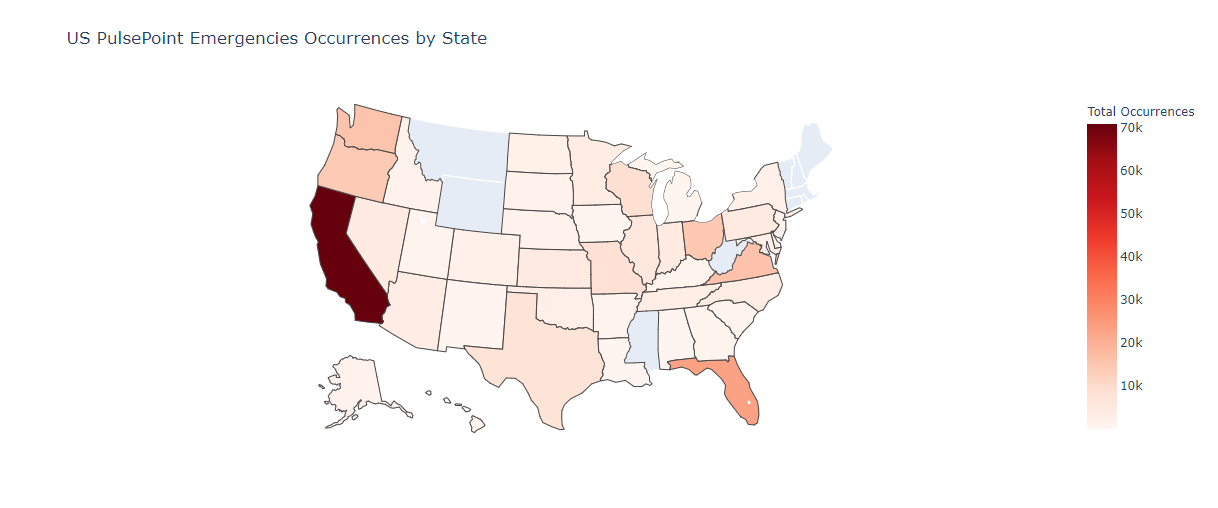 US PulsePoint Emergencies Occurrences by State
Total Occurrences
70k
60k
50k
40k
30k
20k
10k